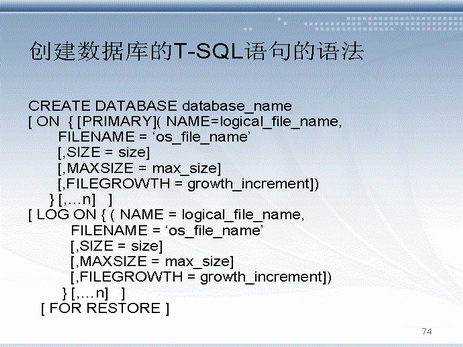 创建数据库的T-SQL语句的语法
CREATE DATABASE database_name
[ ON { [PRIMARY]( NAME=logical_file_name,
FILENAME = ‘os_file_name’
[,SIZE = size]
[,MAXSIZE = max_size]
[,FILEGROWTH = growth_increment])
} [,…n] ]
[ LOG ON { ( NAME = logical_file_name,
FILENAME = ‘os_file_name’
[,SIZE = size]
[,MAXSIZE = max_size]
[,FILEGROWTH = growth_increment])
} [,…n] ]
[ FOR RESTORE ]
74